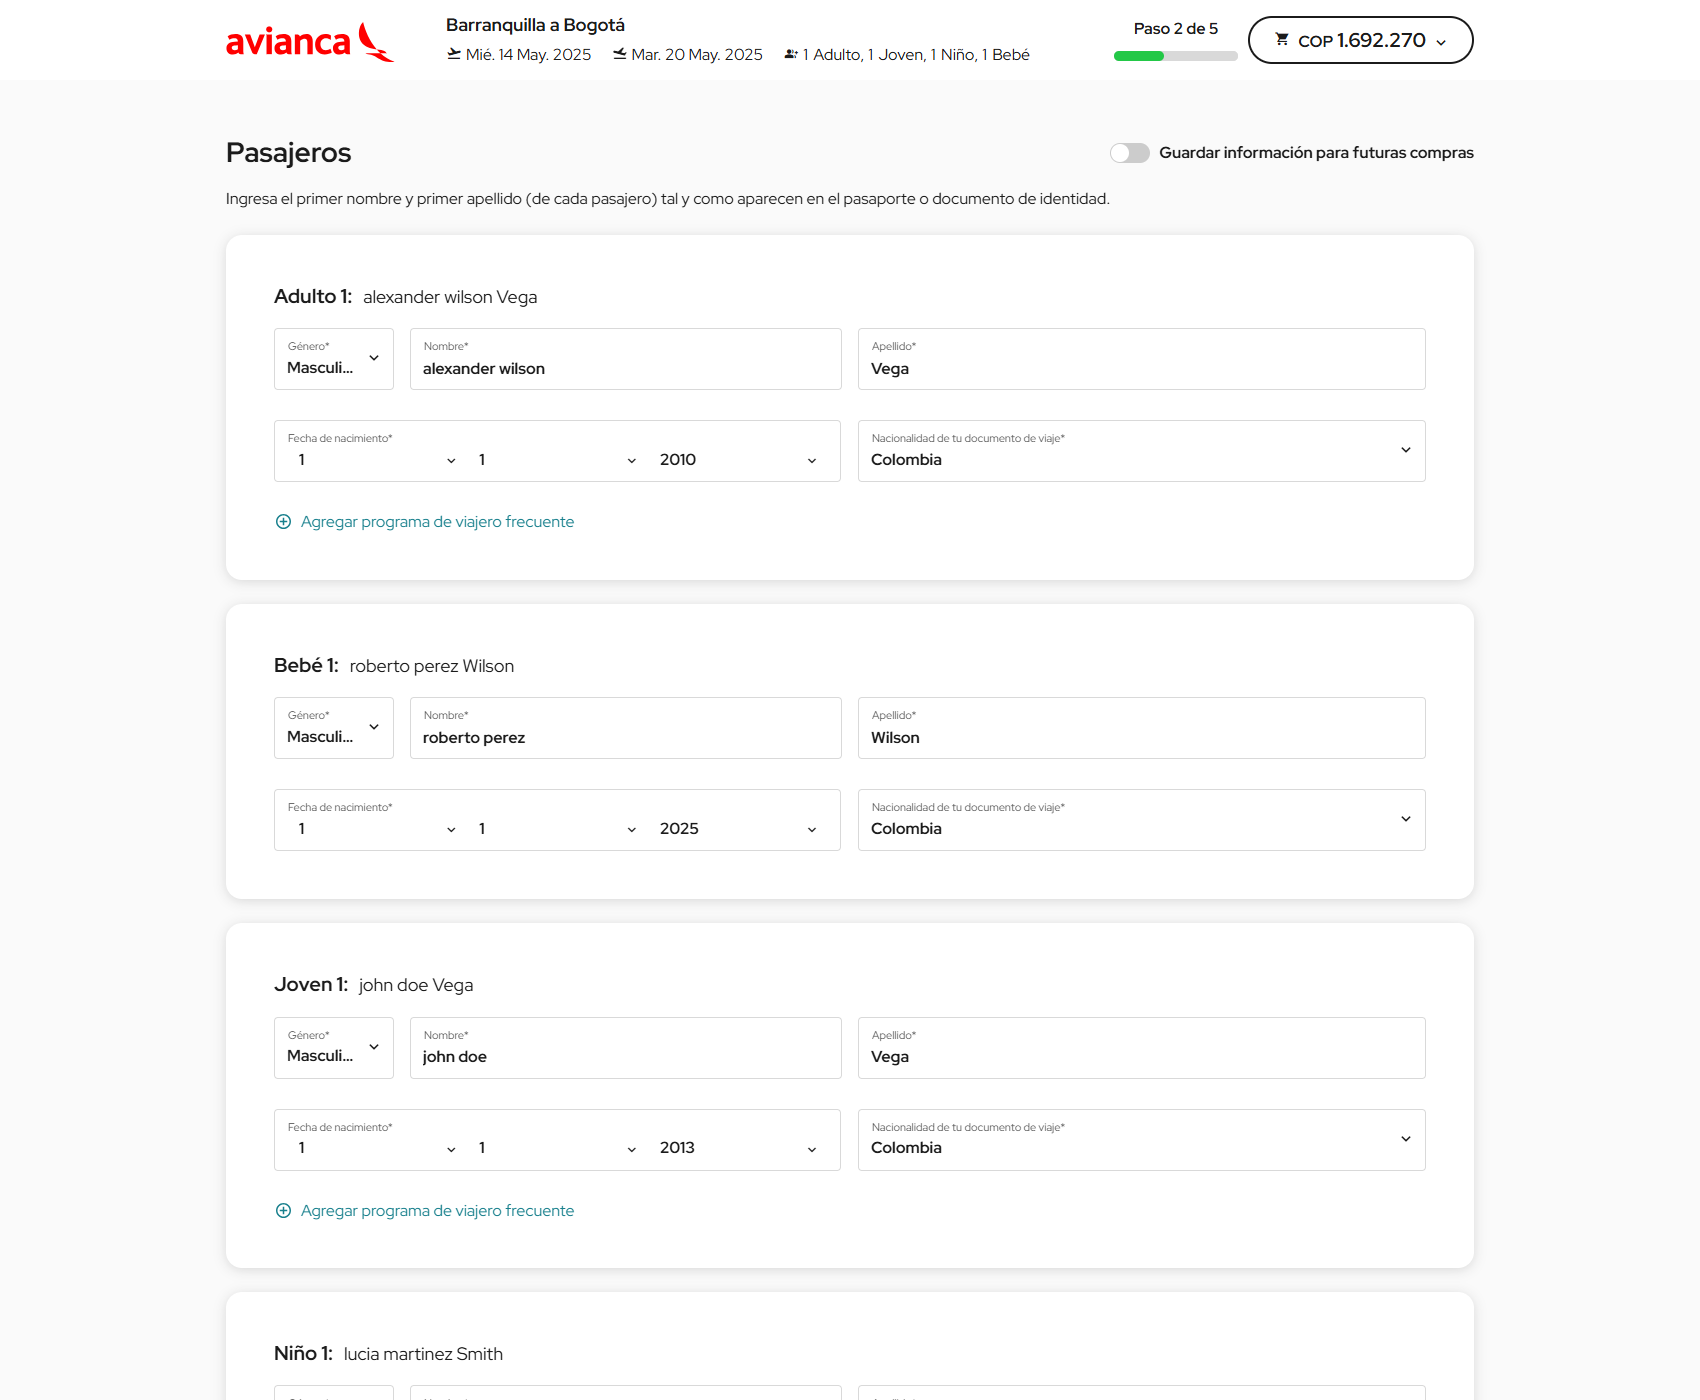 avianca
Barranquilla a Bogotá
Mié. 14 May. 2025 Mar. 20 May. 2025 1 Adulto, 1 Joven, 1 Niño, 1 Bebé
Paso 2 de 5
COP 1.692.270
Pasajeros
Guardar información para futuras compras
Ingresa el primer nombre y primer apellido (de cada pasajero) tal y como aparecen en el pasaporte o documento de identidad.
Adulto 1: alexander wilson Vega
Género* Nombre* Apellido*
Masculi... alexander wilson Vega
Fecha de nacimiento* Nacionalidad de tu documento de viaje*
1 1 2010 Colombia
Agregar programa de viajero frecuente
Bebé 1: roberto perez Wilson
Género* Nombre* Apellido*
Masculi... roberto perez Wilson
Fecha de nacimiento* Nacionalidad de tu documento de viaje*
1 1 2025 Colombia
Joven 1: john doe Vega
Género* Nombre* Apellido*
Masculi... john doe Vega
Fecha de nacimiento* Nacionalidad de tu documento de viaje*
1 1 2013 Colombia
Agregar programa de viajero frecuente
Niño 1: lucia martinez Smith